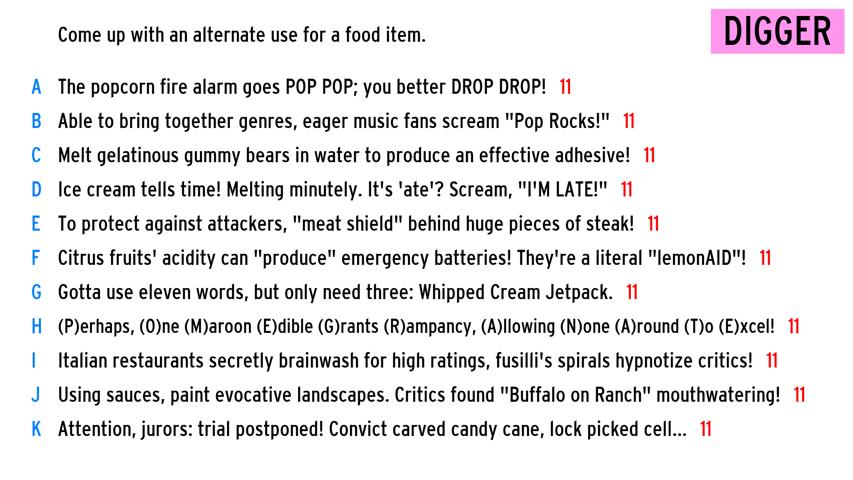 Come up with an alternate use for a food item.
DIGGER
A The popcorn fire alarm goes POP POP; you better DROP DROP! 11
B Able to bring together genres, eager music fans scream "Pop Rocks!" 11
C Melt gelatinous gummy bears in water to produce an effective adhesive! 11
D Ice cream tells time! Melting minutely. It's 'ate'? Scream, "I'M LATE!" 11
E To protect against attackers, "meat shield" behind huge pieces of steak! 11
F Citrus fruits' acidity can "produce" emergency batteries! They're a literal "lemonAID"! 11
G Gotta use eleven words, but only need three: Whipped Cream Jetpack. 11
H (P)erhaps, (O)ne (M)aroon (E)dible (G)rants (R)ampancy, (A)llowing (N)one (A)round (T)o (E)xcel! 11
I Italian restaurants secretly brainwash for high ratings, fusilli's spirals hypnotize critics! 11
J Using sauces, paint evocative landscapes. Critics found "Buffalo on Ranch" mouthwatering! 11
K Attention, jurors: trial postponed! Convict carved candy cane, lock picked cell... 11